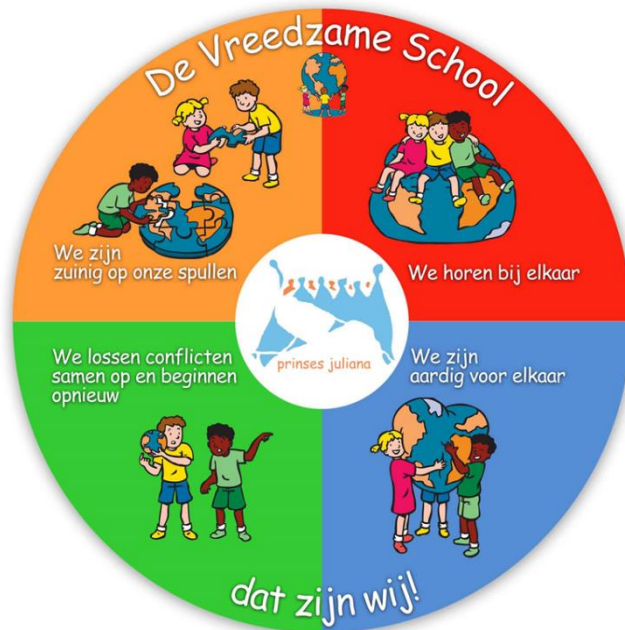 De Vreedzame School
We zijn
zuinig op onze spullen
We horen bij elkaar
prinses juliana
We lossen conflicten
samen op en beginnen
opnieuw
We zijn
aardig voor elkaar
dat zijn wij!